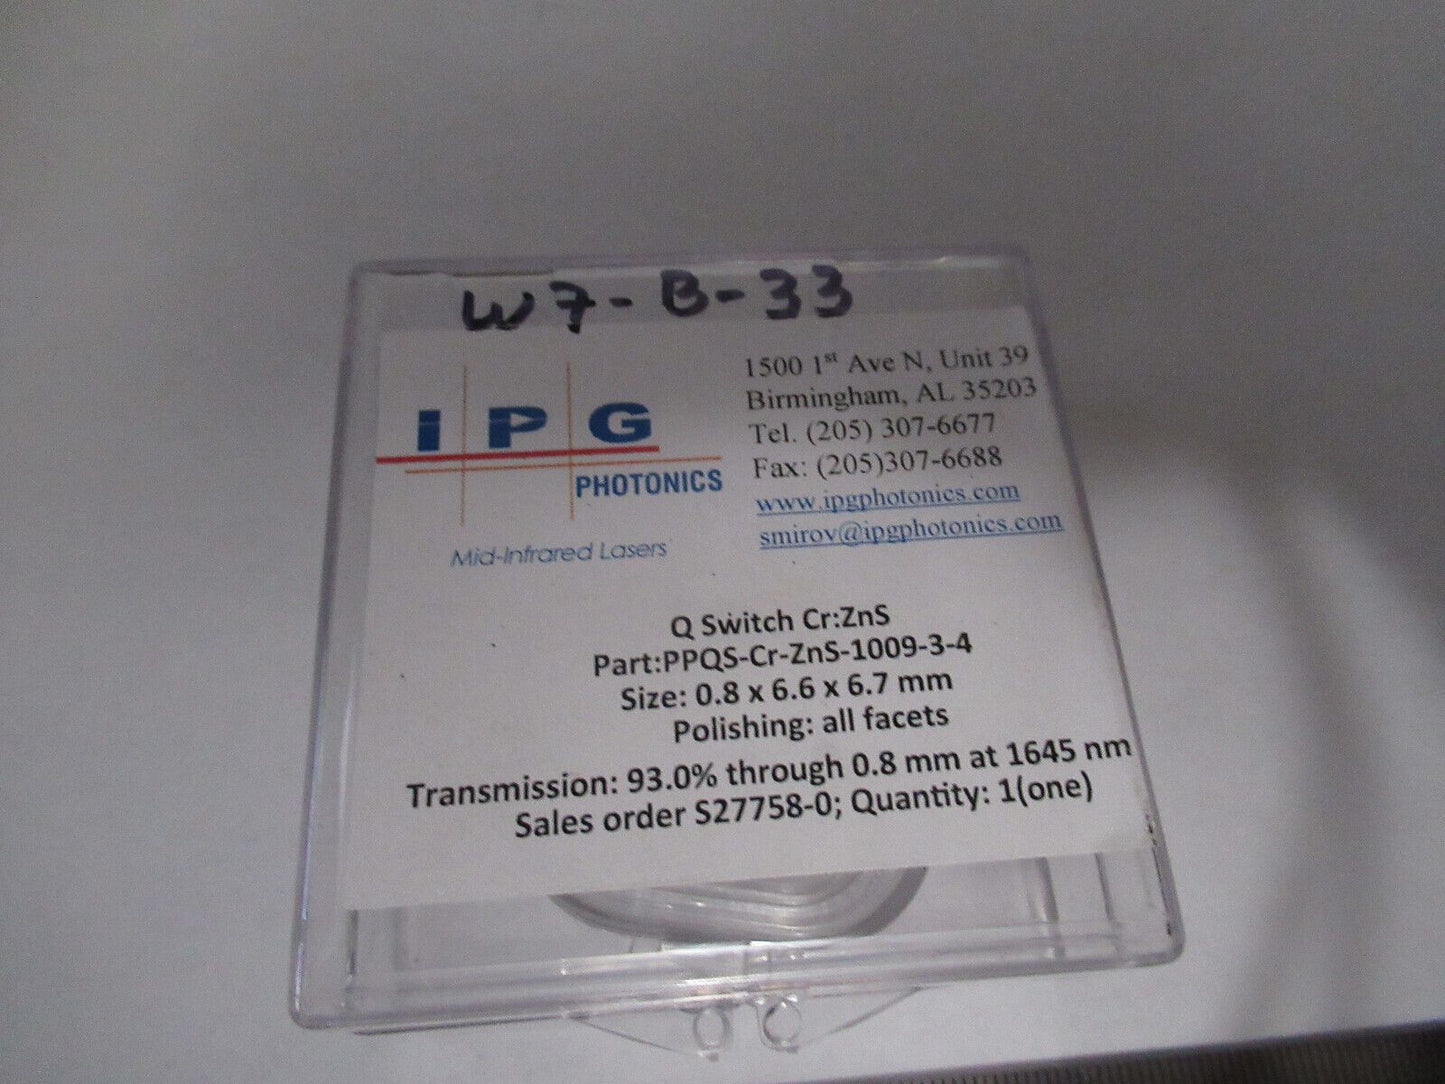 W7-B-33
IPG
PHOTONICS
Mid-Infrared Lasers
1500 1st Ave N, Unit 39
Birmingham, AL 35203
Tel. (205) 307-6677
Fax: (205)307-6688
www.ipgphotonics.com
smirov@ipgphotonics.com
Q Switch Cr:ZnS
Part:PPQS-Cr-ZnS-1009-3-4
Size: 0.8 x 6.6 x 6.7 mm
Polishing: all facets
Transmission: 93.0% through 0.8 mm at 1645 nm
Sales order S27758-0; Quantity: 1(one)